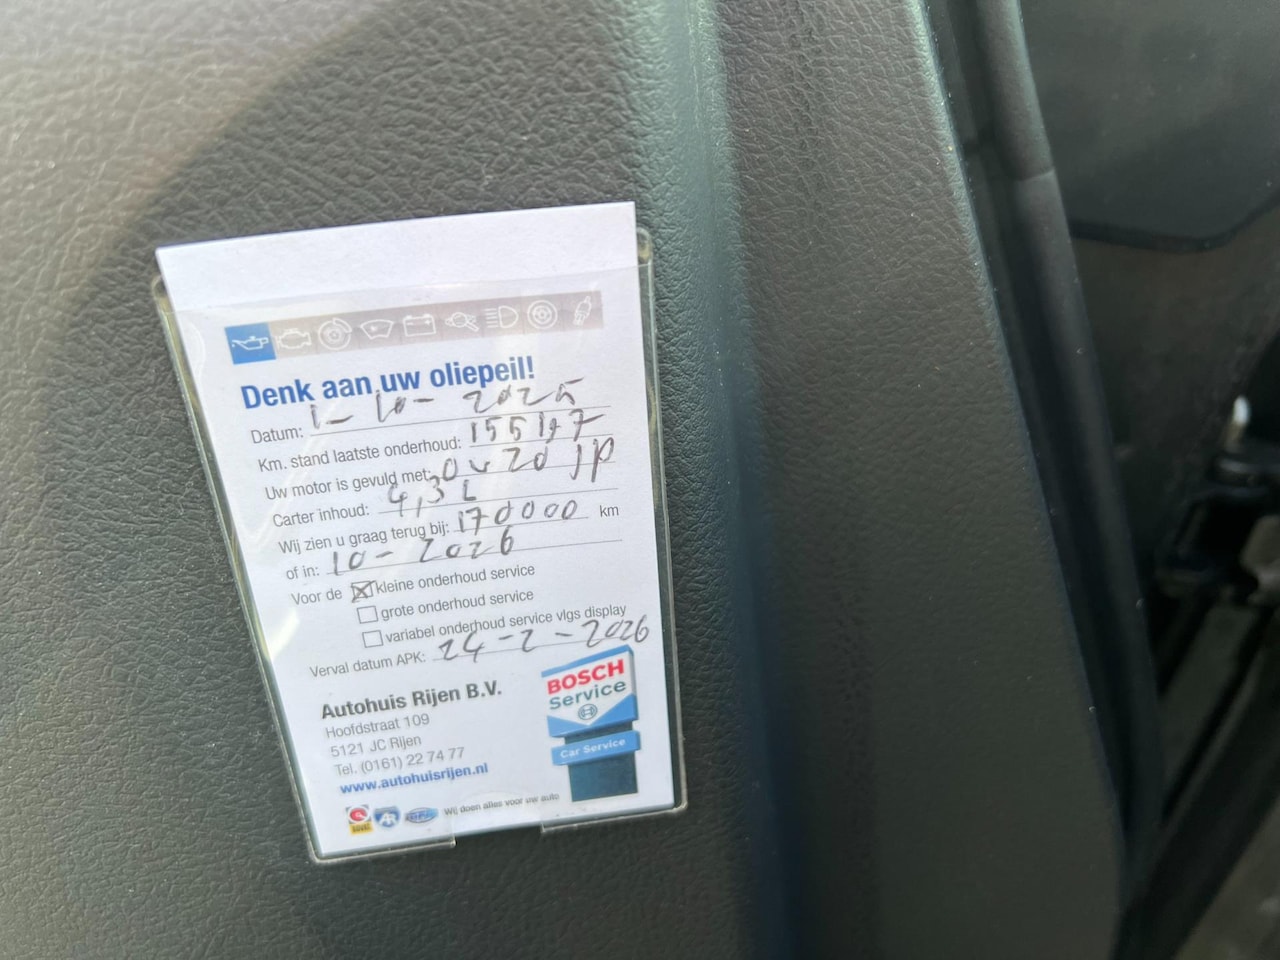 Denk aan uw oliepeil!
Datum: 1-10-2025
Km. stand laatste onderhoud: 155197
Uw motor is gevuld met: 0w20 JP
Carter inhoud: 4,3 L
Wij zien u graag terug bij: 170000 km
of in: 10-2026
Voor de ☒ kleine onderhoud service
☐ grote onderhoud service
☐ variabel onderhoud service vlgs display
Verval datum APK: 24-2-2026
Autohuis Rijen B.V.
Hoofdstraat 109
5121 JC Rijen
Tel. (0161) 22 74 77
www.autohuisrijen.nl
BOSCH
Service
Car Service
Wij doen alles voor uw auto